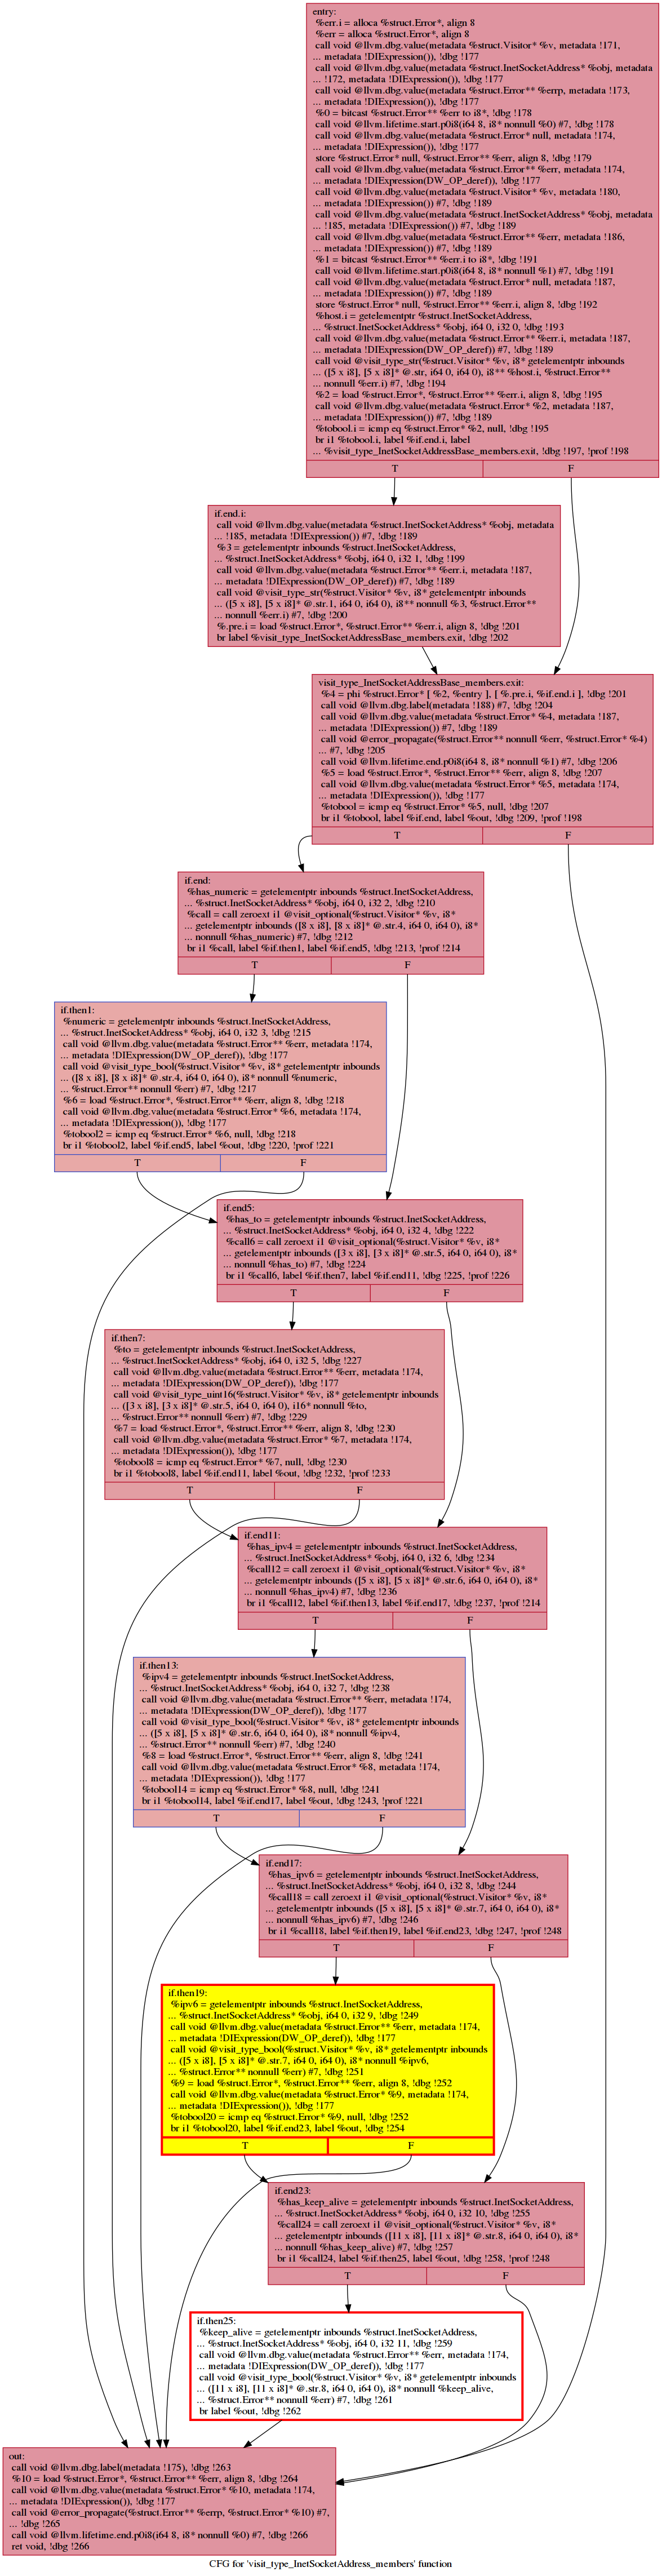 entry:
%err.i = alloca %struct.Error*, align 8
%err = alloca %struct.Error*, align 8
call void @llvm.dbg.value(metadata %struct.Visitor* %v, metadata !171,
... metadata !DIExpression()), !dbg !177
call void @llvm.dbg.value(metadata %struct.InetSocketAddress* %obj, metadata
... !172, metadata !DIExpression()), !dbg !177
call void @llvm.dbg.value(metadata %struct.Error** %errp, metadata !173,
... metadata !DIExpression()), !dbg !177
%0 = bitcast %struct.Error** %err to i8*, !dbg !178
call void @llvm.lifetime.start.p0i8(i64 8, i8* nonnull %0) #7, !dbg !178
call void @llvm.dbg.value(metadata %struct.Error* null, metadata !174,
... metadata !DIExpression()), !dbg !177
store %struct.Error* null, %struct.Error** %err, align 8, !dbg !179
call void @llvm.dbg.value(metadata %struct.Error** %err, metadata !174,
... metadata !DIExpression(DW_OP_deref)), !dbg !177
call void @llvm.dbg.value(metadata %struct.Visitor* %v, metadata !180,
... metadata !DIExpression()) #7, !dbg !189
call void @llvm.dbg.value(metadata %struct.InetSocketAddress* %obj, metadata
... !185, metadata !DIExpression()) #7, !dbg !189
call void @llvm.dbg.value(metadata %struct.Error** %err, metadata !186,
... metadata !DIExpression()) #7, !dbg !189
%1 = bitcast %struct.Error** %err.i to i8*, !dbg !191
call void @llvm.lifetime.start.p0i8(i64 8, i8* nonnull %1) #7, !dbg !191
call void @llvm.dbg.value(metadata %struct.Error* null, metadata !187,
... metadata !DIExpression()) #7, !dbg !189
store %struct.Error* null, %struct.Error** %err.i, align 8, !dbg !192
%host.i = getelementptr %struct.InetSocketAddress,
... %struct.InetSocketAddress* %obj, i64 0, i32 0, !dbg !193
call void @llvm.dbg.value(metadata %struct.Error** %err.i, metadata !187,
... metadata !DIExpression(DW_OP_deref)) #7, !dbg !189
call void @visit_type_str(%struct.Visitor* %v, i8* getelementptr inbounds
... ([5 x i8], [5 x i8]* @.str, i64 0, i64 0), i8** %host.i, %struct.Error**
... nonnull %err.i) #7, !dbg !194
%2 = load %struct.Error*, %struct.Error** %err.i, align 8, !dbg !195
call void @llvm.dbg.value(metadata %struct.Error* %2, metadata !187,
... metadata !DIExpression()) #7, !dbg !189
%tobool.i = icmp eq %struct.Error* %2, null, !dbg !195
br i1 %tobool.i, label %if.end.i, label
... %visit_type_InetSocketAddressBase_members.exit, !dbg !197, !prof !198
T F
if.end.i:
call void @llvm.dbg.value(metadata %struct.InetSocketAddress* %obj, metadata
... !185, metadata !DIExpression()) #7, !dbg !189
%3 = getelementptr inbounds %struct.InetSocketAddress,
... %struct.InetSocketAddress* %obj, i64 0, i32 1, !dbg !199
call void @llvm.dbg.value(metadata %struct.Error** %err.i, metadata !187,
... metadata !DIExpression(DW_OP_deref)) #7, !dbg !189
call void @visit_type_str(%struct.Visitor* %v, i8* getelementptr inbounds
... ([5 x i8], [5 x i8]* @.str.1, i64 0, i64 0), i8** nonnull %3, %struct.Error**
... nonnull %err.i) #7, !dbg !200
%.pre.i = load %struct.Error*, %struct.Error** %err.i, align 8, !dbg !201
br label %visit_type_InetSocketAddressBase_members.exit, !dbg !202
visit_type_InetSocketAddressBase_members.exit:
%4 = phi %struct.Error* [ %2, %entry ], [ %.pre.i, %if.end.i ], !dbg !201
call void @llvm.dbg.label(metadata !188) #7, !dbg !204
call void @llvm.dbg.value(metadata %struct.Error* %4, metadata !187,
... metadata !DIExpression()) #7, !dbg !189
call void @error_propagate(%struct.Error** nonnull %err, %struct.Error* %4)
... #7, !dbg !205
call void @llvm.lifetime.end.p0i8(i64 8, i8* nonnull %1) #7, !dbg !206
%5 = load %struct.Error*, %struct.Error** %err, align 8, !dbg !207
call void @llvm.dbg.value(metadata %struct.Error* %5, metadata !174,
... metadata !DIExpression()), !dbg !177
%tobool = icmp eq %struct.Error* %5, null, !dbg !207
br i1 %tobool, label %if.end, label %out, !dbg !209, !prof !198
T F
if.end:
%has_numeric = getelementptr inbounds %struct.InetSocketAddress,
... %struct.InetSocketAddress* %obj, i64 0, i32 2, !dbg !210
%call = call zeroext i1 @visit_optional(%struct.Visitor* %v, i8*
... getelementptr inbounds ([8 x i8], [8 x i8]* @.str.4, i64 0, i64 0), i8*
... nonnull %has_numeric) #7, !dbg !212
br i1 %call, label %if.then1, label %if.end5, !dbg !213, !prof !214
T F
if.then1:
%numeric = getelementptr inbounds %struct.InetSocketAddress,
... %struct.InetSocketAddress* %obj, i64 0, i32 3, !dbg !215
call void @llvm.dbg.value(metadata %struct.Error** %err, metadata !174,
... metadata !DIExpression(DW_OP_deref)), !dbg !177
call void @visit_type_bool(%struct.Visitor* %v, i8* getelementptr inbounds
... ([8 x i8], [8 x i8]* @.str.4, i64 0, i64 0), i8* nonnull %numeric,
... %struct.Error** nonnull %err) #7, !dbg !217
%6 = load %struct.Error*, %struct.Error** %err, align 8, !dbg !218
call void @llvm.dbg.value(metadata %struct.Error* %6, metadata !174,
... metadata !DIExpression()), !dbg !177
%tobool2 = icmp eq %struct.Error* %6, null, !dbg !218
br i1 %tobool2, label %if.end5, label %out, !dbg !220, !prof !221
T F
if.end5:
%has_to = getelementptr inbounds %struct.InetSocketAddress,
... %struct.InetSocketAddress* %obj, i64 0, i32 4, !dbg !222
%call6 = call zeroext i1 @visit_optional(%struct.Visitor* %v, i8*
... getelementptr inbounds ([3 x i8], [3 x i8]* @.str.5, i64 0, i64 0), i8*
... nonnull %has_to) #7, !dbg !224
br i1 %call6, label %if.then7, label %if.end11, !dbg !225, !prof !226
T F
if.then7:
%to = getelementptr inbounds %struct.InetSocketAddress,
... %struct.InetSocketAddress* %obj, i64 0, i32 5, !dbg !227
call void @llvm.dbg.value(metadata %struct.Error** %err, metadata !174,
... metadata !DIExpression(DW_OP_deref)), !dbg !177
call void @visit_type_uint16(%struct.Visitor* %v, i8* getelementptr inbounds
... ([3 x i8], [3 x i8]* @.str.5, i64 0, i64 0), i16* nonnull %to,
... %struct.Error** nonnull %err) #7, !dbg !229
%7 = load %struct.Error*, %struct.Error** %err, align 8, !dbg !230
call void @llvm.dbg.value(metadata %struct.Error* %7, metadata !174,
... metadata !DIExpression()), !dbg !177
%tobool8 = icmp eq %struct.Error* %7, null, !dbg !230
br i1 %tobool8, label %if.end11, label %out, !dbg !232, !prof !233
T F
if.end11:
%has_ipv4 = getelementptr inbounds %struct.InetSocketAddress,
... %struct.InetSocketAddress* %obj, i64 0, i32 6, !dbg !234
%call12 = call zeroext i1 @visit_optional(%struct.Visitor* %v, i8*
... getelementptr inbounds ([5 x i8], [5 x i8]* @.str.6, i64 0, i64 0), i8*
... nonnull %has_ipv4) #7, !dbg !236
br i1 %call12, label %if.then13, label %if.end17, !dbg !237, !prof !214
T F
if.then13:
%ipv4 = getelementptr inbounds %struct.InetSocketAddress,
... %struct.InetSocketAddress* %obj, i64 0, i32 7, !dbg !238
call void @llvm.dbg.value(metadata %struct.Error** %err, metadata !174,
... metadata !DIExpression(DW_OP_deref)), !dbg !177
call void @visit_type_bool(%struct.Visitor* %v, i8* getelementptr inbounds
... ([5 x i8], [5 x i8]* @.str.6, i64 0, i64 0), i8* nonnull %ipv4,
... %struct.Error** nonnull %err) #7, !dbg !240
%8 = load %struct.Error*, %struct.Error** %err, align 8, !dbg !241
call void @llvm.dbg.value(metadata %struct.Error* %8, metadata !174,
... metadata !DIExpression()), !dbg !177
%tobool14 = icmp eq %struct.Error* %8, null, !dbg !241
br i1 %tobool14, label %if.end17, label %out, !dbg !243, !prof !221
T F
if.end17:
%has_ipv6 = getelementptr inbounds %struct.InetSocketAddress,
... %struct.InetSocketAddress* %obj, i64 0, i32 8, !dbg !244
%call18 = call zeroext i1 @visit_optional(%struct.Visitor* %v, i8*
... getelementptr inbounds ([5 x i8], [5 x i8]* @.str.7, i64 0, i64 0), i8*
... nonnull %has_ipv6) #7, !dbg !246
br i1 %call18, label %if.then19, label %if.end23, !dbg !247, !prof !248
T F
if.then19:
%ipv6 = getelementptr inbounds %struct.InetSocketAddress,
... %struct.InetSocketAddress* %obj, i64 0, i32 9, !dbg !249
call void @llvm.dbg.value(metadata %struct.Error** %err, metadata !174,
... metadata !DIExpression(DW_OP_deref)), !dbg !177
call void @visit_type_bool(%struct.Visitor* %v, i8* getelementptr inbounds
... ([5 x i8], [5 x i8]* @.str.7, i64 0, i64 0), i8* nonnull %ipv6,
... %struct.Error** nonnull %err) #7, !dbg !251
%9 = load %struct.Error*, %struct.Error** %err, align 8, !dbg !252
call void @llvm.dbg.value(metadata %struct.Error* %9, metadata !174,
... metadata !DIExpression()), !dbg !177
%tobool20 = icmp eq %struct.Error* %9, null, !dbg !252
br i1 %tobool20, label %if.end23, label %out, !dbg !254
T F
if.end23:
%has_keep_alive = getelementptr inbounds %struct.InetSocketAddress,
... %struct.InetSocketAddress* %obj, i64 0, i32 10, !dbg !255
%call24 = call zeroext i1 @visit_optional(%struct.Visitor* %v, i8*
... getelementptr inbounds ([11 x i8], [11 x i8]* @.str.8, i64 0, i64 0), i8*
... nonnull %has_keep_alive) #7, !dbg !257
br i1 %call24, label %if.then25, label %out, !dbg !258, !prof !248
T F
if.then25:
%keep_alive = getelementptr inbounds %struct.InetSocketAddress,
... %struct.InetSocketAddress* %obj, i64 0, i32 11, !dbg !259
call void @llvm.dbg.value(metadata %struct.Error** %err, metadata !174,
... metadata !DIExpression(DW_OP_deref)), !dbg !177
call void @visit_type_bool(%struct.Visitor* %v, i8* getelementptr inbounds
... ([11 x i8], [11 x i8]* @.str.8, i64 0, i64 0), i8* nonnull %keep_alive,
... %struct.Error** nonnull %err) #7, !dbg !261
br label %out, !dbg !262
out:
call void @llvm.dbg.label(metadata !175), !dbg !263
%10 = load %struct.Error*, %struct.Error** %err, align 8, !dbg !264
call void @llvm.dbg.value(metadata %struct.Error* %10, metadata !174,
... metadata !DIExpression()), !dbg !177
call void @error_propagate(%struct.Error** %errp, %struct.Error* %10) #7,
... !dbg !265
call void @llvm.lifetime.end.p0i8(i64 8, i8* nonnull %0) #7, !dbg !266
ret void, !dbg !266
CFG for 'visit_type_InetSocketAddress_members' function